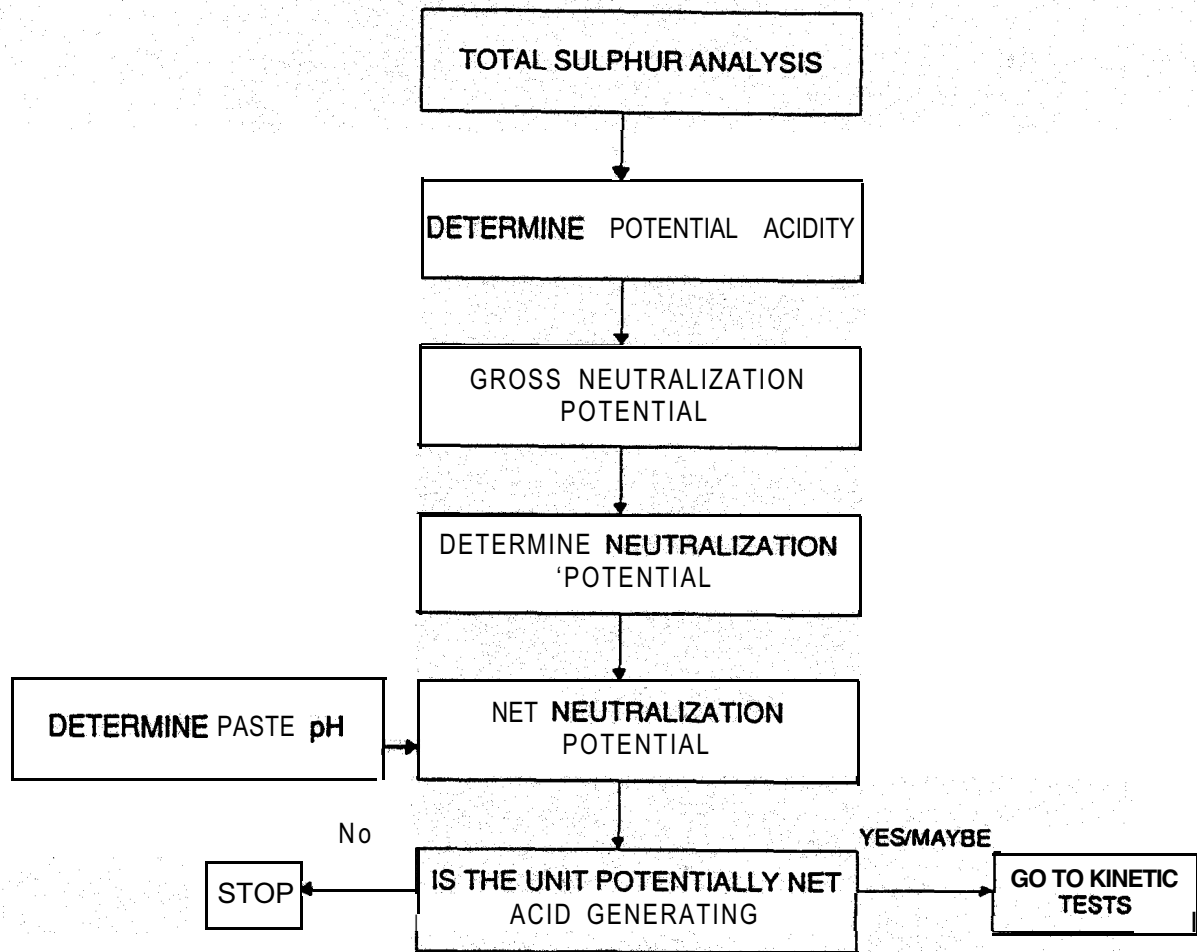 TOTAL SULPHUR ANALYSIS
DETERMINE POTENTIAL ACIDITY
GROSS NEUTRALIZATION
POTENTIAL
DETERMINE NEUTRALIZATION
‘POTENTIAL
DETERMINE PASTE pH
NET NEUTRALIZATION
POTENTIAL
No
YES/MAYBE
STOP
IS THE UNIT POTENTIALLY NET
ACID GENERATING
GO TO KINETIC
TESTS